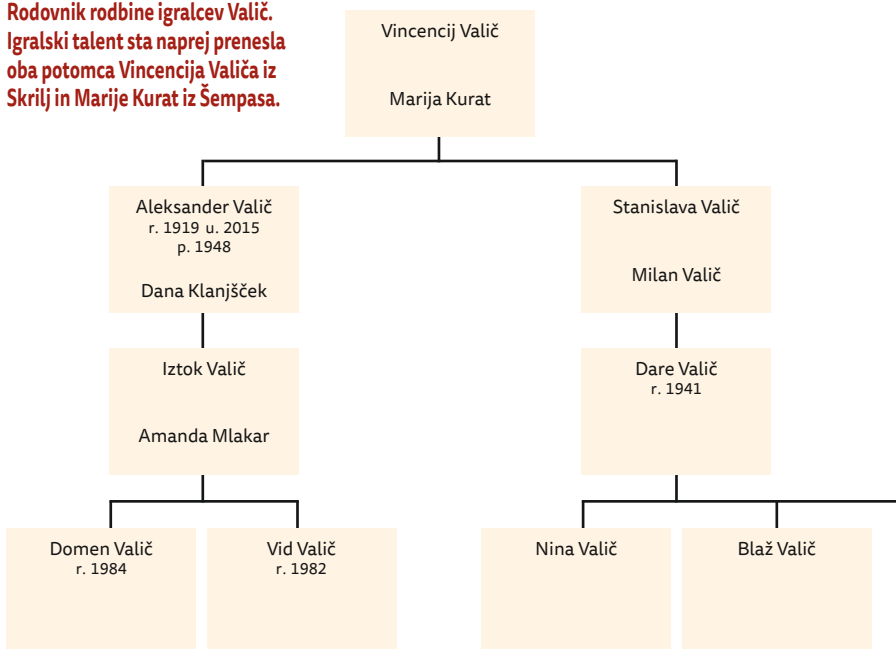 Rodovnik rodbine igralcev Valič.
Igralski talent sta naprej prenesla
oba potomca Vincencija Valiča iz
Skrilj in Marije Kurat iz Šempasa.
Vincencij Valič
Marija Kurat
Aleksander Valič
r. 1919 u. 2015
p. 1948
Dana Klanjšček
Stanislava Valič
Milan Valič
Iztok Valič
Amanda Mlakar
Dare Valič
r. 1941
Domen Valič
r. 1984
Vid Valič
r. 1982
Nina Valič
Blaž Valič